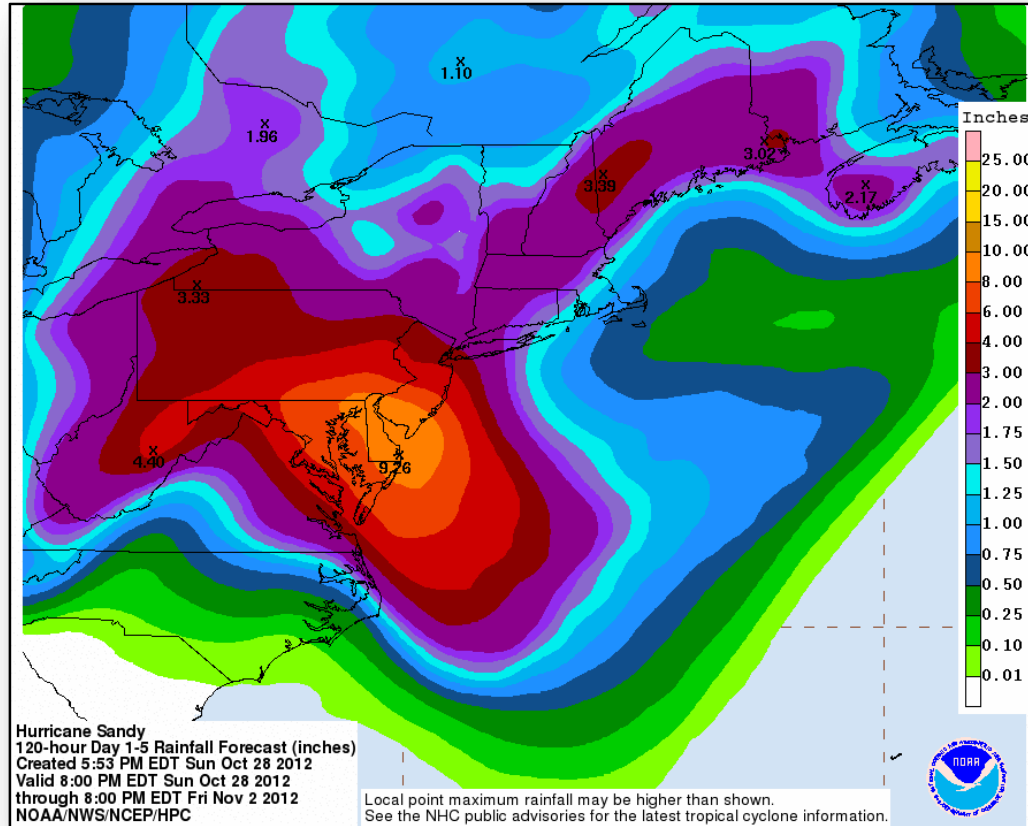 1.10
1.96
3.02
3.39
2.17
3.33
4.40
9.26
Inches
25.00
20.00
15.00
10.00
8.00
6.00
4.00
3.00
2.00
1.75
1.50
1.25
1.00
0.75
0.50
0.25
0.10
0.01
Hurricane Sandy
120-hour Day 1-5 Rainfall Forecast (inches)
Created 5:53 PM EDT Sun Oct 28 2012
Valid 8:00 PM EDT Sun Oct 28 2012
through 8:00 PM EDT Fri Nov 2 2012
NOAA/NWS/NCEP/HPC
Local point maximum rainfall may be higher than shown.
See the NHC public advisories for the latest tropical cyclone information.
NOAA